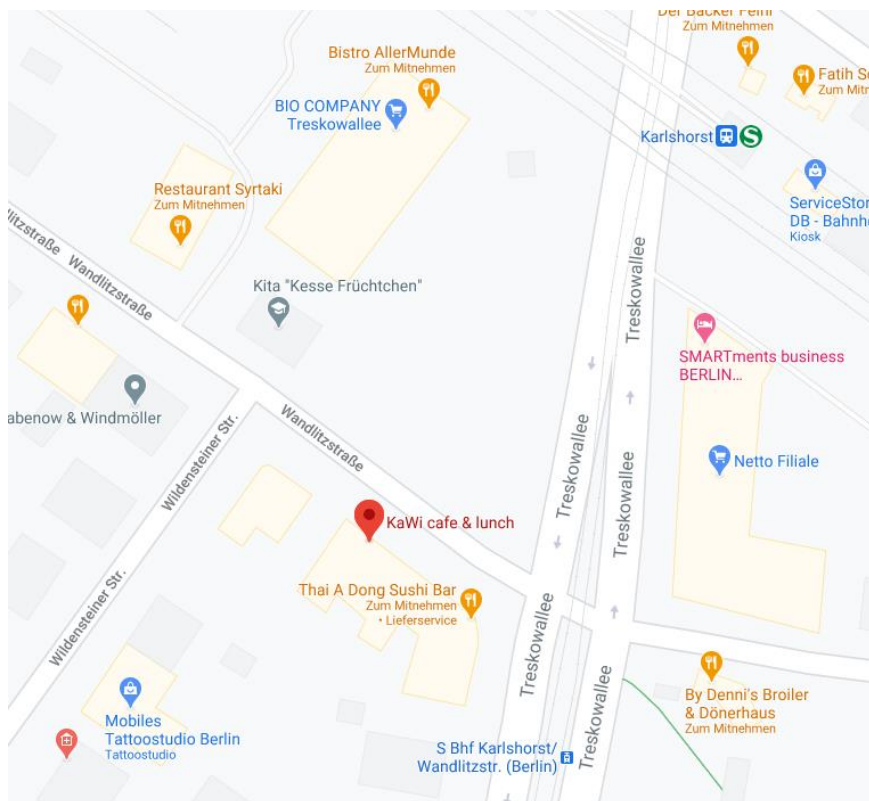 Der Bäcker Feihl
Zum Mitnehmen
Bistro AllerMunde
Zum Mitnehmen
Fatih
Zum
BIO COMPANY
Treskowallee
Karlshorst
S
Restaurant Syrtaki
Zum Mitnehmen
ServiceStor
DB - Bahnh
Kiosk
Wandlitzstraße
litzstraße
Treskowallee
Kita "Kesse Früchtchen"
SMARTments business
BERLIN...
abenow & Windmöller
Wandlitzstraße
Treskowallee
Treskowallee
Netto Filiale
Wildensteiner Str.
KaWi cafe & lunch
Thai A Dong Sushi Bar
Zum Mitnehmen
• Lieferservice
Treskowallee
Wildensteiner Str.
Treskowallee
By Denni's Broiler
& Dönerhaus
Zum Mitnehmen
Mobiles
Tattoostudio Berlin
Tattoostudio
S Bhf Karlshorst/
Wandlitzstr. (Berlin)